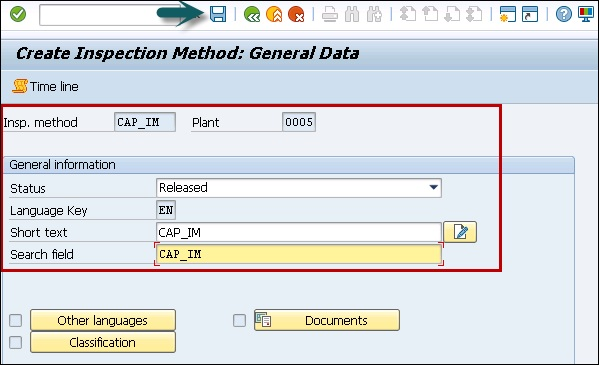 Create Inspection Method: General Data
Time line
Insp. method CAP_IM Plant 0005
General information
Status Released
Language Key EN
Short text CAP_IM
Search field CAP_IM
Other languages Documents
Classification